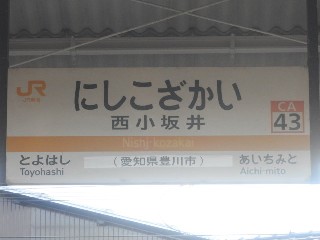 JR
にしこざかい
西小坂井
Nishi-kozakai
CA
43
とよはし
Toyohashi
(愛知県豊川市)
あいちみと
Aichi-mito